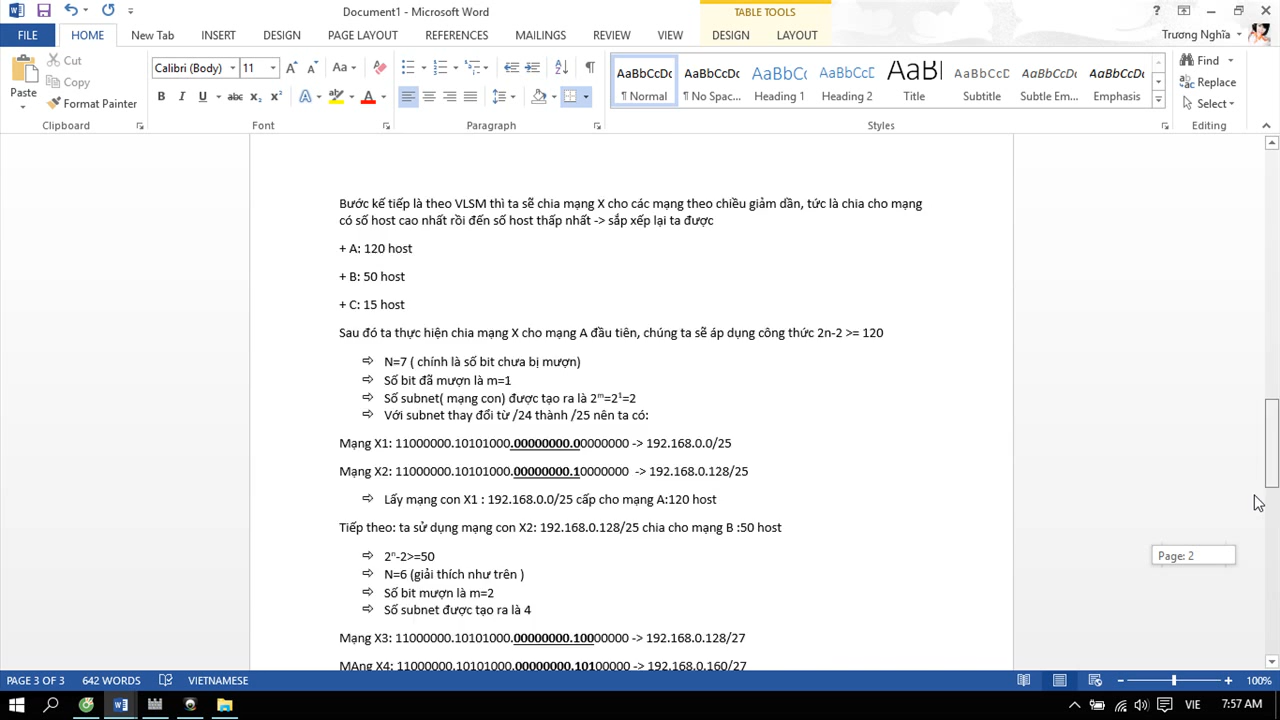 Document1 - Microsoft Word
TABLE TOOLS
FILE
HOME
New Tab
INSERT
DESIGN
PAGE LAYOUT
REFERENCES
MAILINGS
REVIEW
VIEW
DESIGN
LAYOUT
Trương Nghĩa
Paste
Cut
Copy
Format Painter
Clipboard
Calibri (Body)
11
Font
Paragraph
AaBbCcDc
¶ Normal
AaBbCcDc
¶ No Spac...
AaBbCc
Heading 1
AaBbCcC
Heading 2
AaBl
Title
AaBbCcC
Subtitle
AaBbCcDc
Subtle Em...
AaBbCcDc
Emphasis
Styles
Find
Replace
Select
Editing
Bước kế tiếp là theo VLSM thì ta sẽ chia mạng X cho các mạng theo chiều giảm dần, tức là chia cho mạng
có số host cao nhất rồi đến số host thấp nhất -> sắp xếp lại ta được
+ A: 120 host
+ B: 50 host
+ C: 15 host
Sau đó ta thực hiện chia mạng X cho mạng A đầu tiên, chúng ta sẽ áp dụng công thức 2n-2 >= 120
⇨ N=7 ( chính là số bit chưa bị mượn)
⇨ Số bit đã mượn là m=1
⇨ Số subnet( mạng con) được tạo ra là 2ᵐ=2¹=2
⇨ Với subnet thay đổi từ /24 thành /25 nên ta có:
Mạng X1: 11000000.10101000.00000000.00000000 -> 192.168.0.0/25
Mạng X2: 11000000.10101000.00000000.10000000 -> 192.168.0.128/25
⇨ Lấy mạng con X1 : 192.168.0.0/25 cấp cho mạng A:120 host
Tiếp theo: ta sử dụng mạng con X2: 192.168.0.128/25 chia cho mạng B :50 host
⇨ 2ⁿ-2>=50
⇨ N=6 (giải thích như trên )
⇨ Số bit mượn là m=2
⇨ Số subnet được tạo ra là 4
Mạng X3: 11000000.10101000.00000000.10000000 -> 192.168.0.128/27
MAng X4: 11000000.10101000.00000000.10100000 -> 192.168.0.160/27
Page: 2
PAGE 3 OF 3
642 WORDS
VIETNAMESE
100%
VIE
7:57 AM